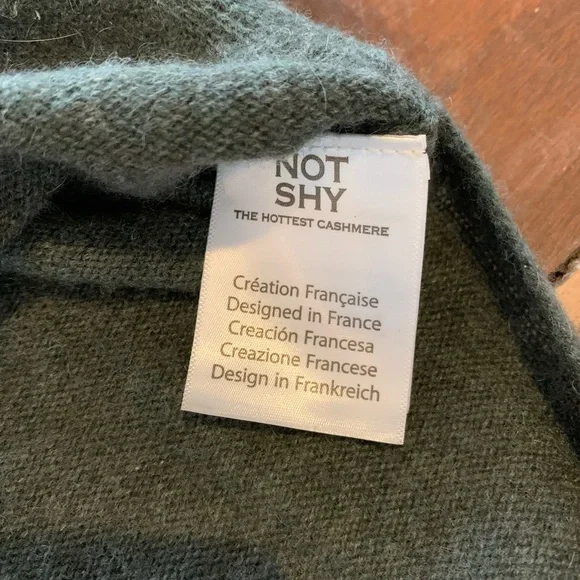 NOT
SHY
THE HOTTEST CASHMERE
Création Française
Designed in France
Creación Francesa
Creazione Francese
Design in Frankreich